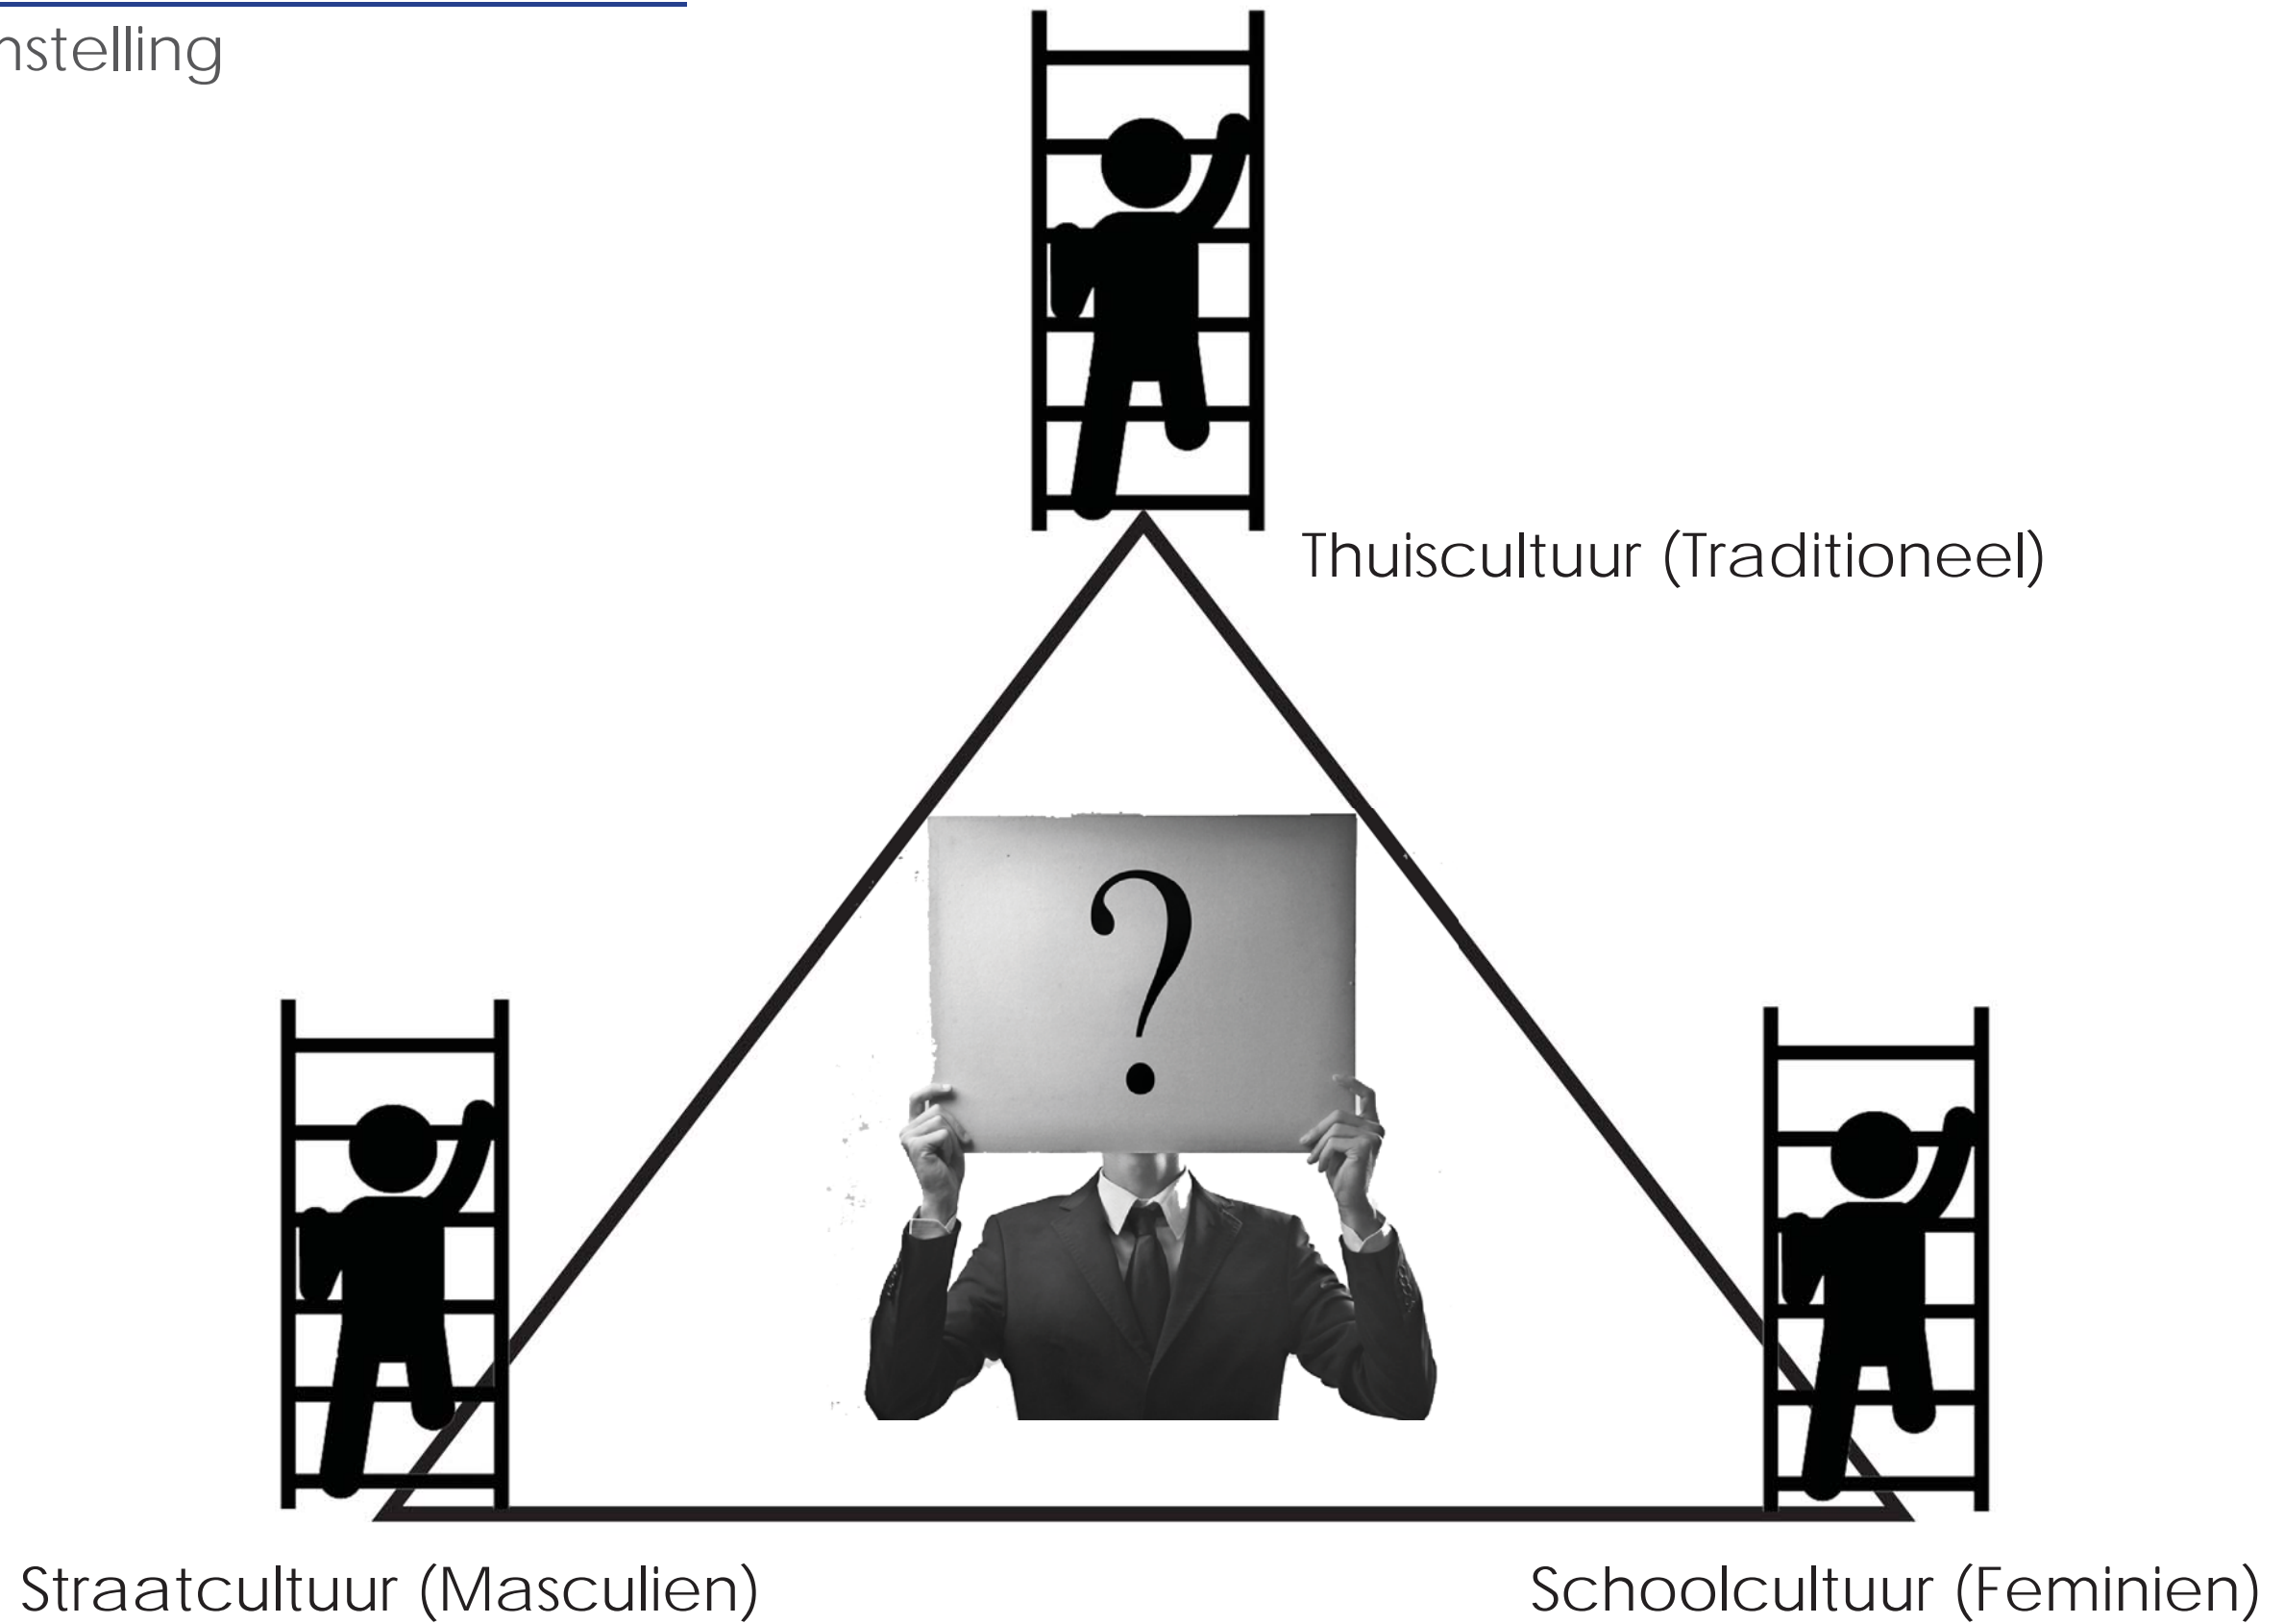 nstelling
Thuiscultuur (Traditioneel)
?
Straatcultuur (Masculien)
Schoolcultuur (Feminien)